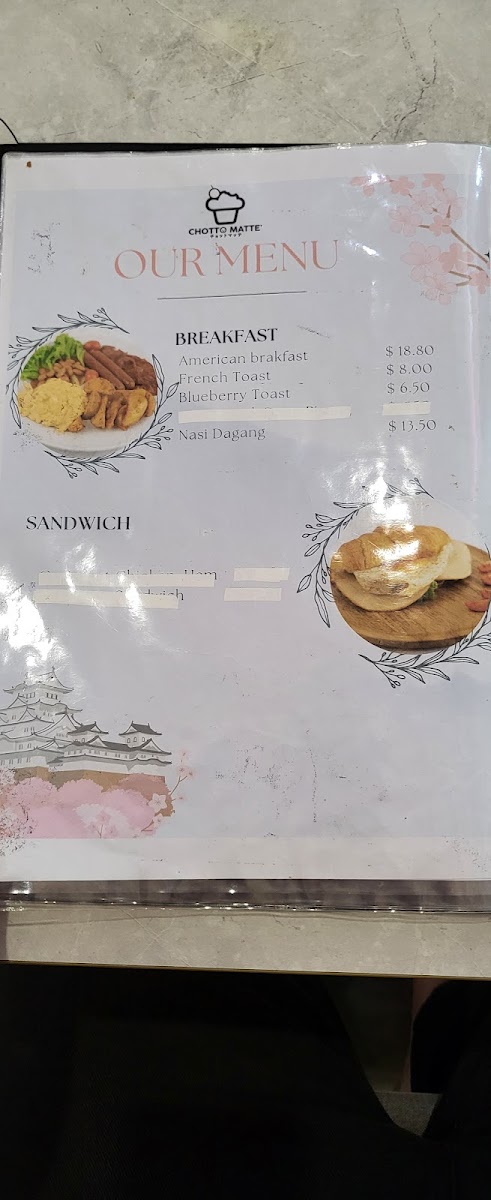 CHOTTO MATTE
OUR MENU
BREAKFAST
American brakfast $ 18.80
French Toast $ 8.00
Blueberry Toast $ 6.50
Nasi Dagang $ 13.50
SANDWICH